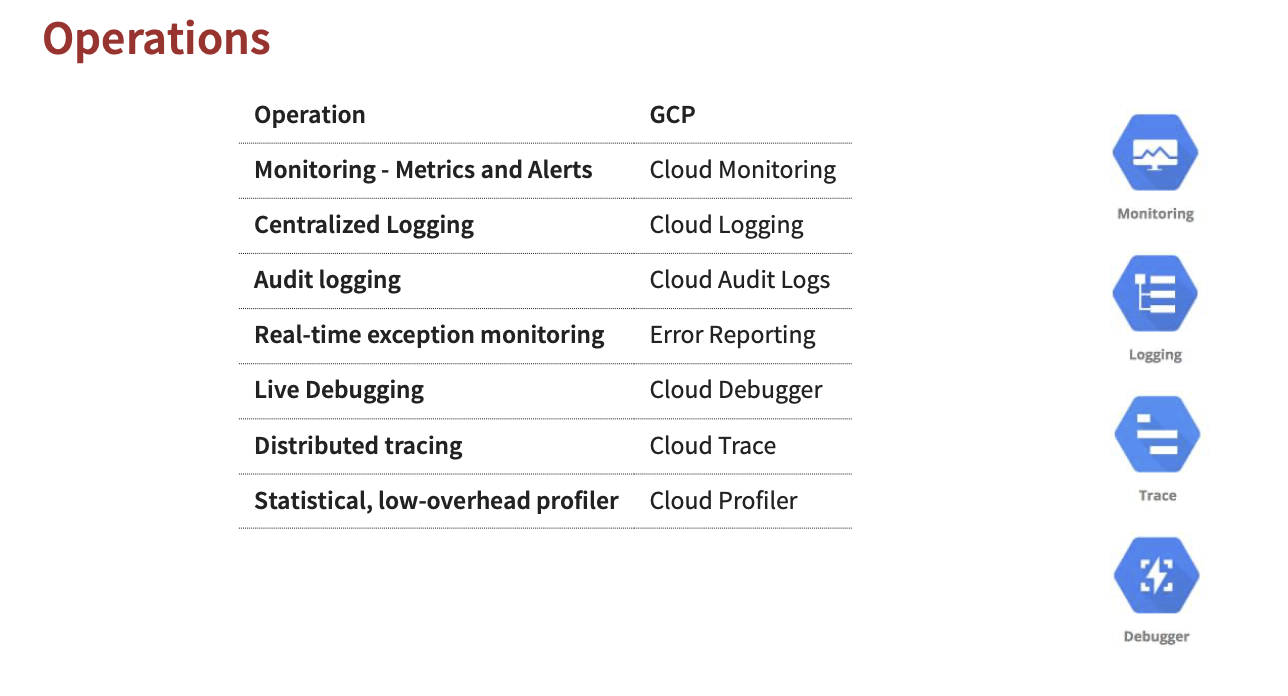 Operations
Operation GCP
Monitoring - Metrics and Alerts Cloud Monitoring
Centralized Logging Cloud Logging
Audit logging Cloud Audit Logs
Real-time exception monitoring Error Reporting
Live Debugging Cloud Debugger
Distributed tracing Cloud Trace
Statistical, low-overhead profiler Cloud Profiler
Monitoring
Logging
Trace
Debugger